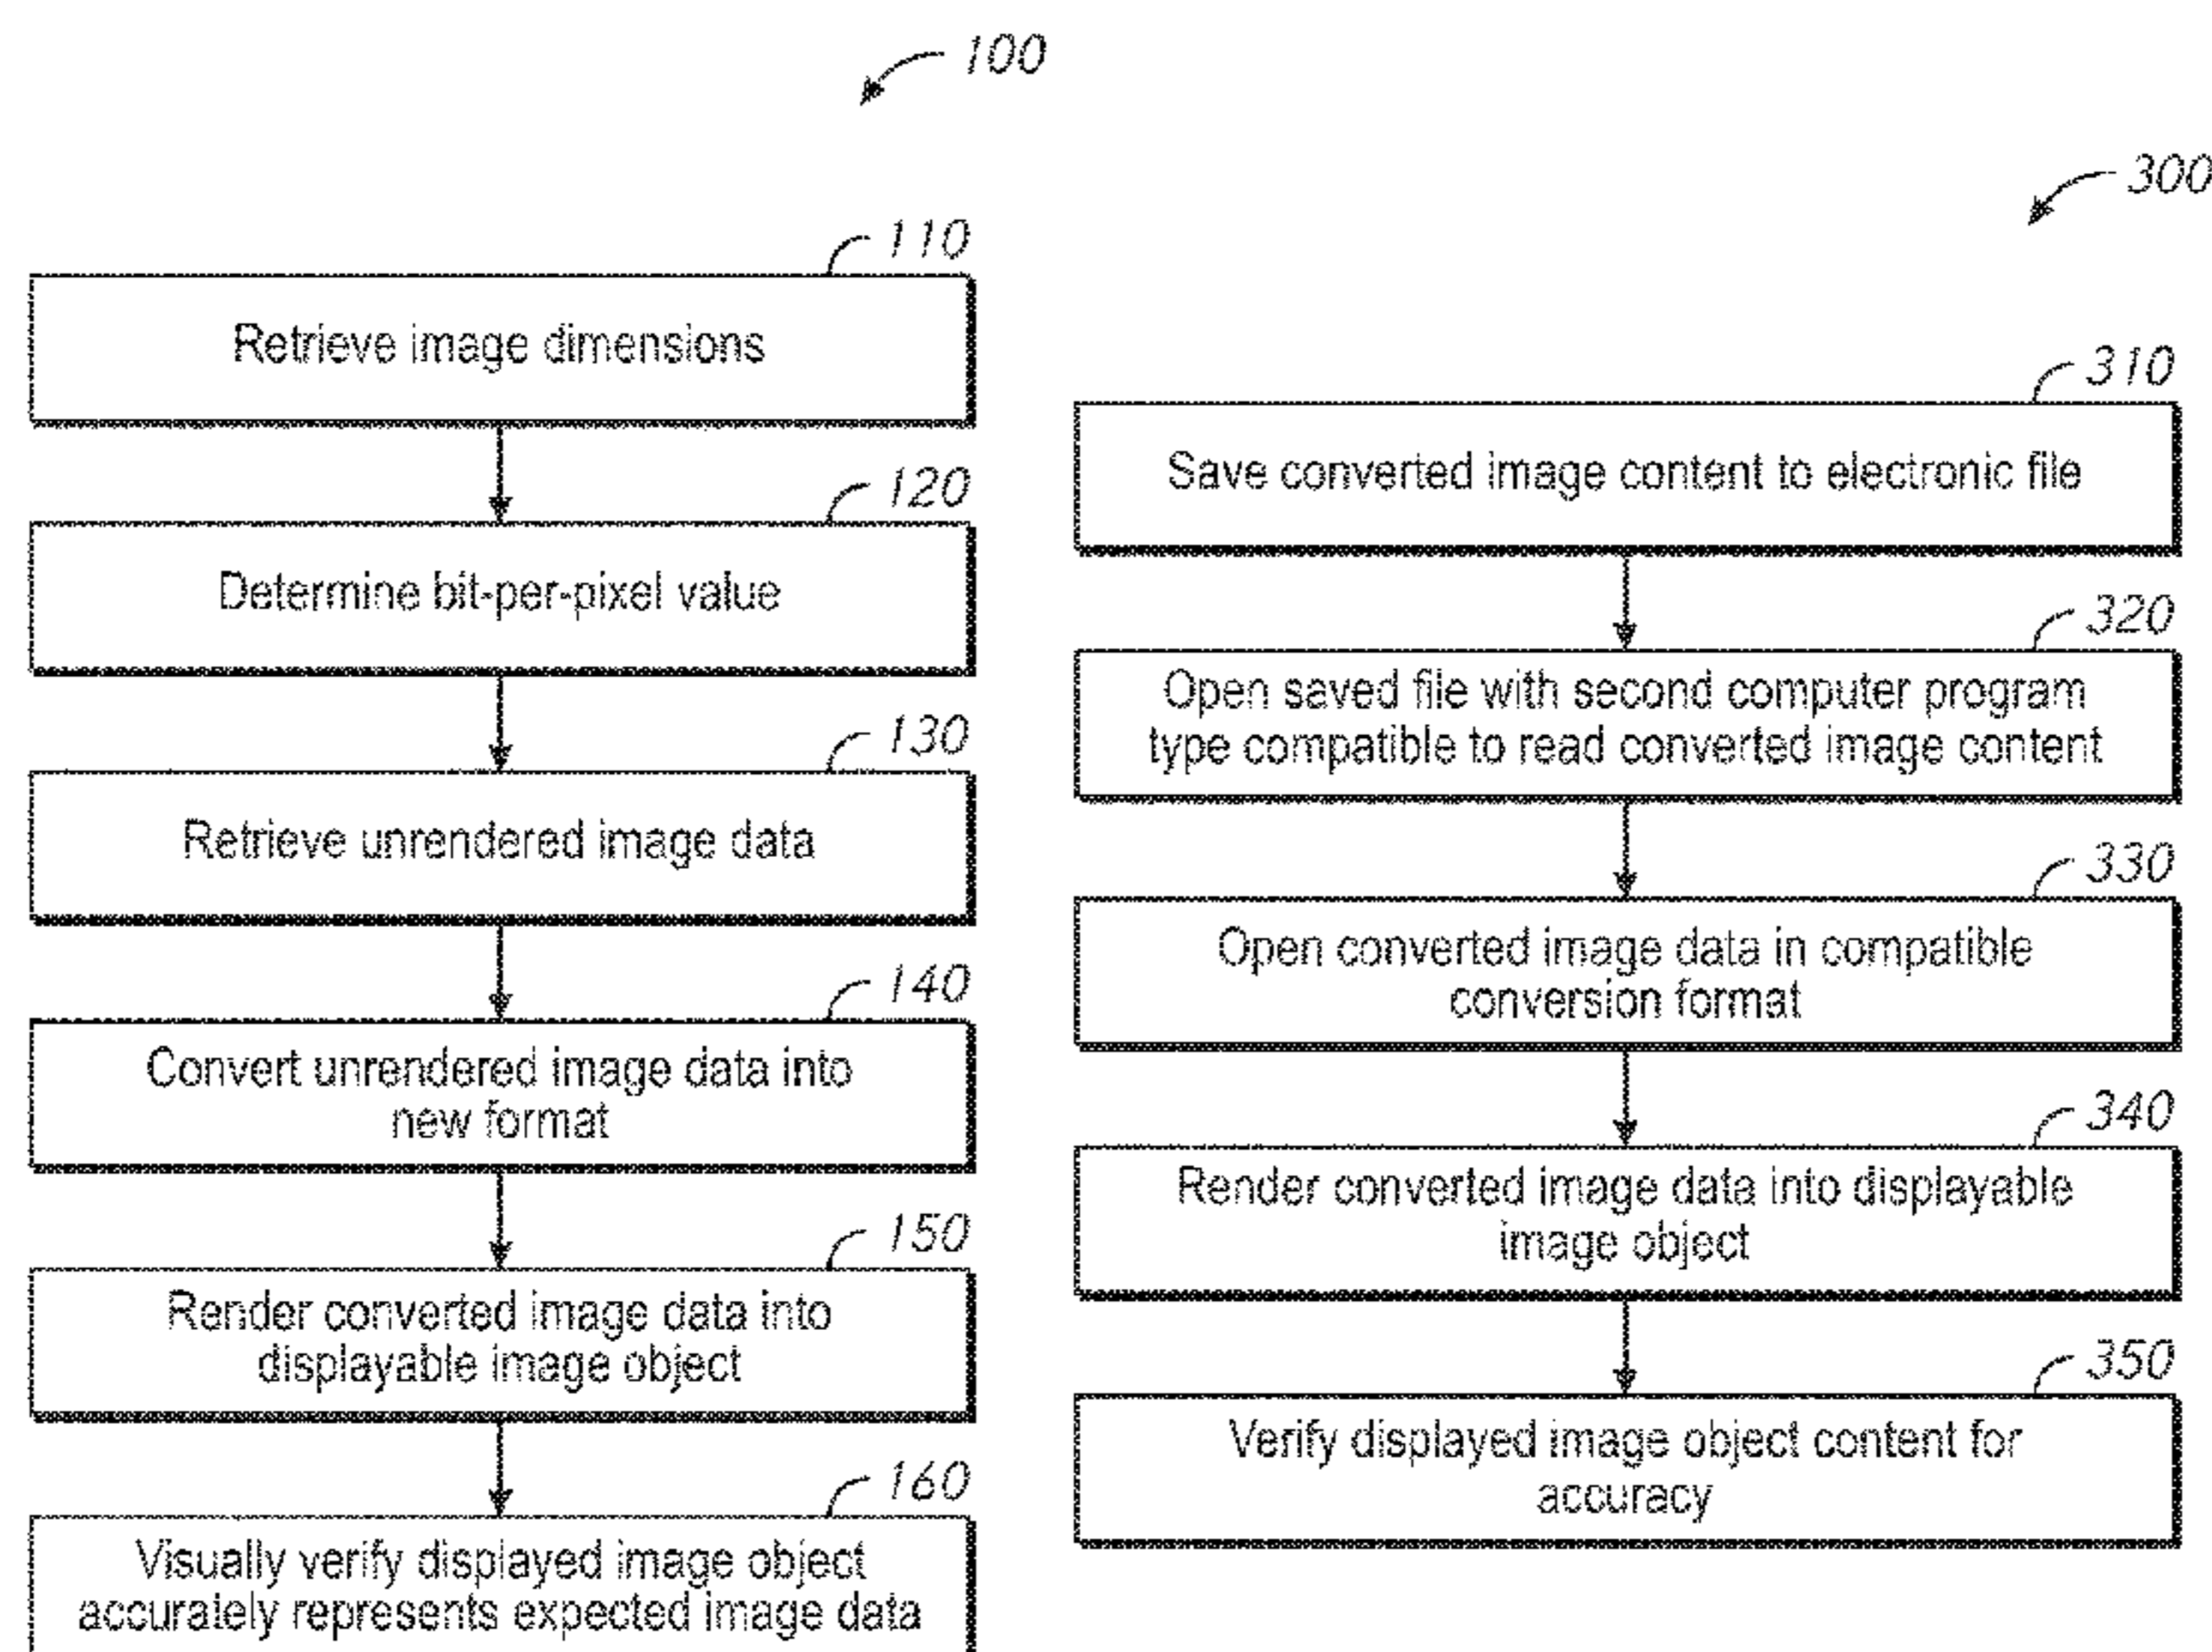 100
110
Retrieve image dimensions
120
Determine bit-per-pixel value
130
Retrieve unrendered image data
140
Convert unrendered image data into
new format
150
Render converted image data into
displayable image object
160
Visually verify displayed image object
accurately represents expected image data
300
310
Save converted image content to electronic file
320
Open saved file with second computer program
type compatible to read converted image content
330
Open converted image data in compatible
conversion format
340
Render converted image data into displayable
image object
350
Verify displayed image object content for
accuracy